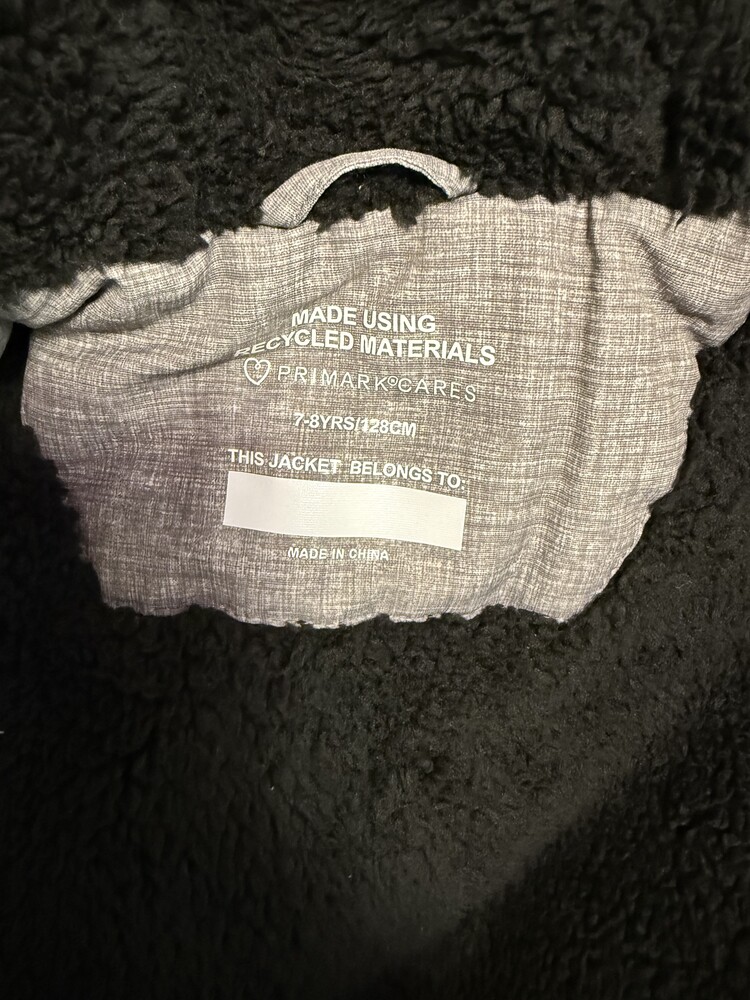 MADE USING
RECYCLED MATERIALS
PRIMARK°CARES
7-8YRS/128CM
THIS JACKET BELONGS TO:
MADE IN CHINA